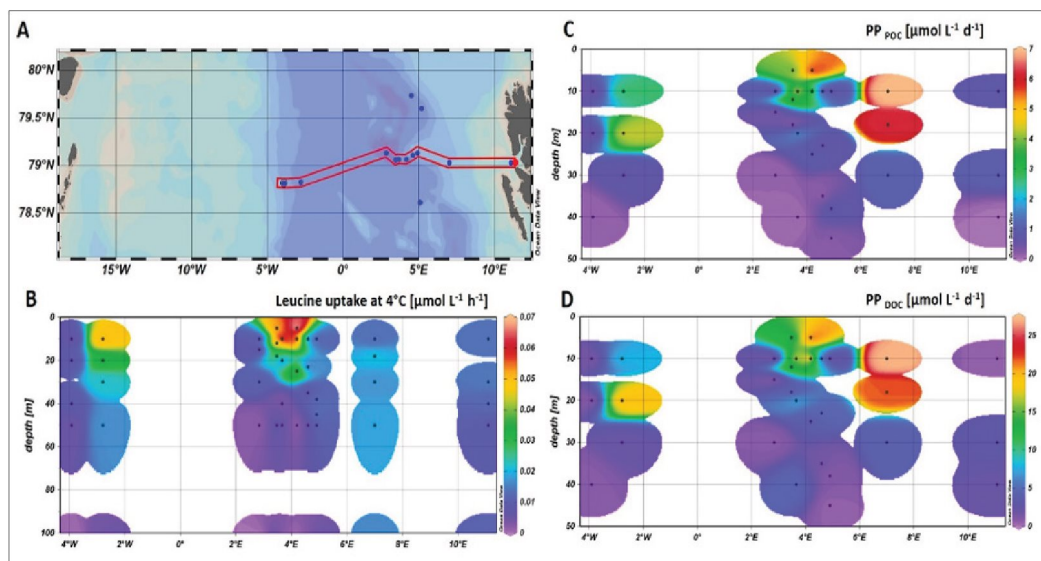 A
80°N
79.5°N
79°N
78.5°N
15°W
10°W
5°W
0°E
5°E
10°E
Ocean Data View
B
Leucine uptake at 4°C [µmol L⁻¹ h⁻¹]
depth [m]
0
20
40
60
80
100
4°W
2°W
0°E
2°E
4°E
6°E
8°E
10°E
0.07
0.06
0.05
0.04
0.03
0.02
0.01
0
Ocean Data View
C
PP POC [µmol L⁻¹ d⁻¹]
depth [m]
0
10
20
30
40
50
4°W
2°W
0°E
2°E
4°E
6°E
8°E
10°E
7
6
5
4
3
2
1
0
Ocean Data View
D
PP DOC [µmol L⁻¹ d⁻¹]
depth [m]
0
10
20
30
40
50
4°W
2°W
0°E
2°E
4°E
6°E
8°E
10°E
25
20
15
10
5
0
Ocean Data View